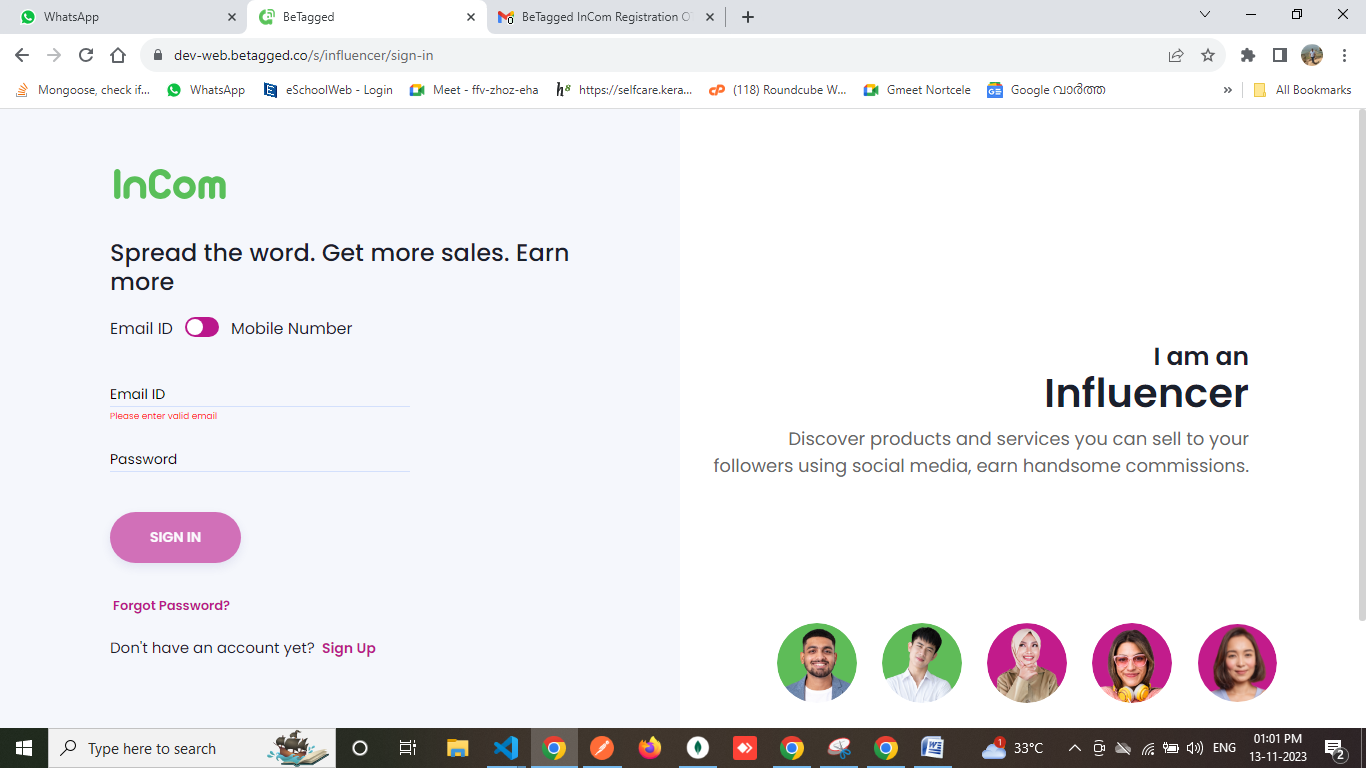 WhatsApp
BeTagged
BeTagged InCom Registration O
dev-web.betagged.co/s/influencer/sign-in
Mongoose, check if...
WhatsApp
eSchoolWeb - Login
Meet - ffv-zhoz-eha
https://selfcare.kera...
(118) Roundcube W...
Gmeet Nortcele
Google വാർത്ത
»
All Bookmarks
InCom
Spread the word. Get more sales. Earn
more
Email ID
Mobile Number
Email ID
Please enter valid email
Password
SIGN IN
Forgot Password?
Don't have an account yet? Sign Up
I am an
Influencer
Discover products and services you can sell to your
followers using social media, earn handsome commissions.
Type here to search
1
33°C
ENG
01:01 PM
13-11-2023
2